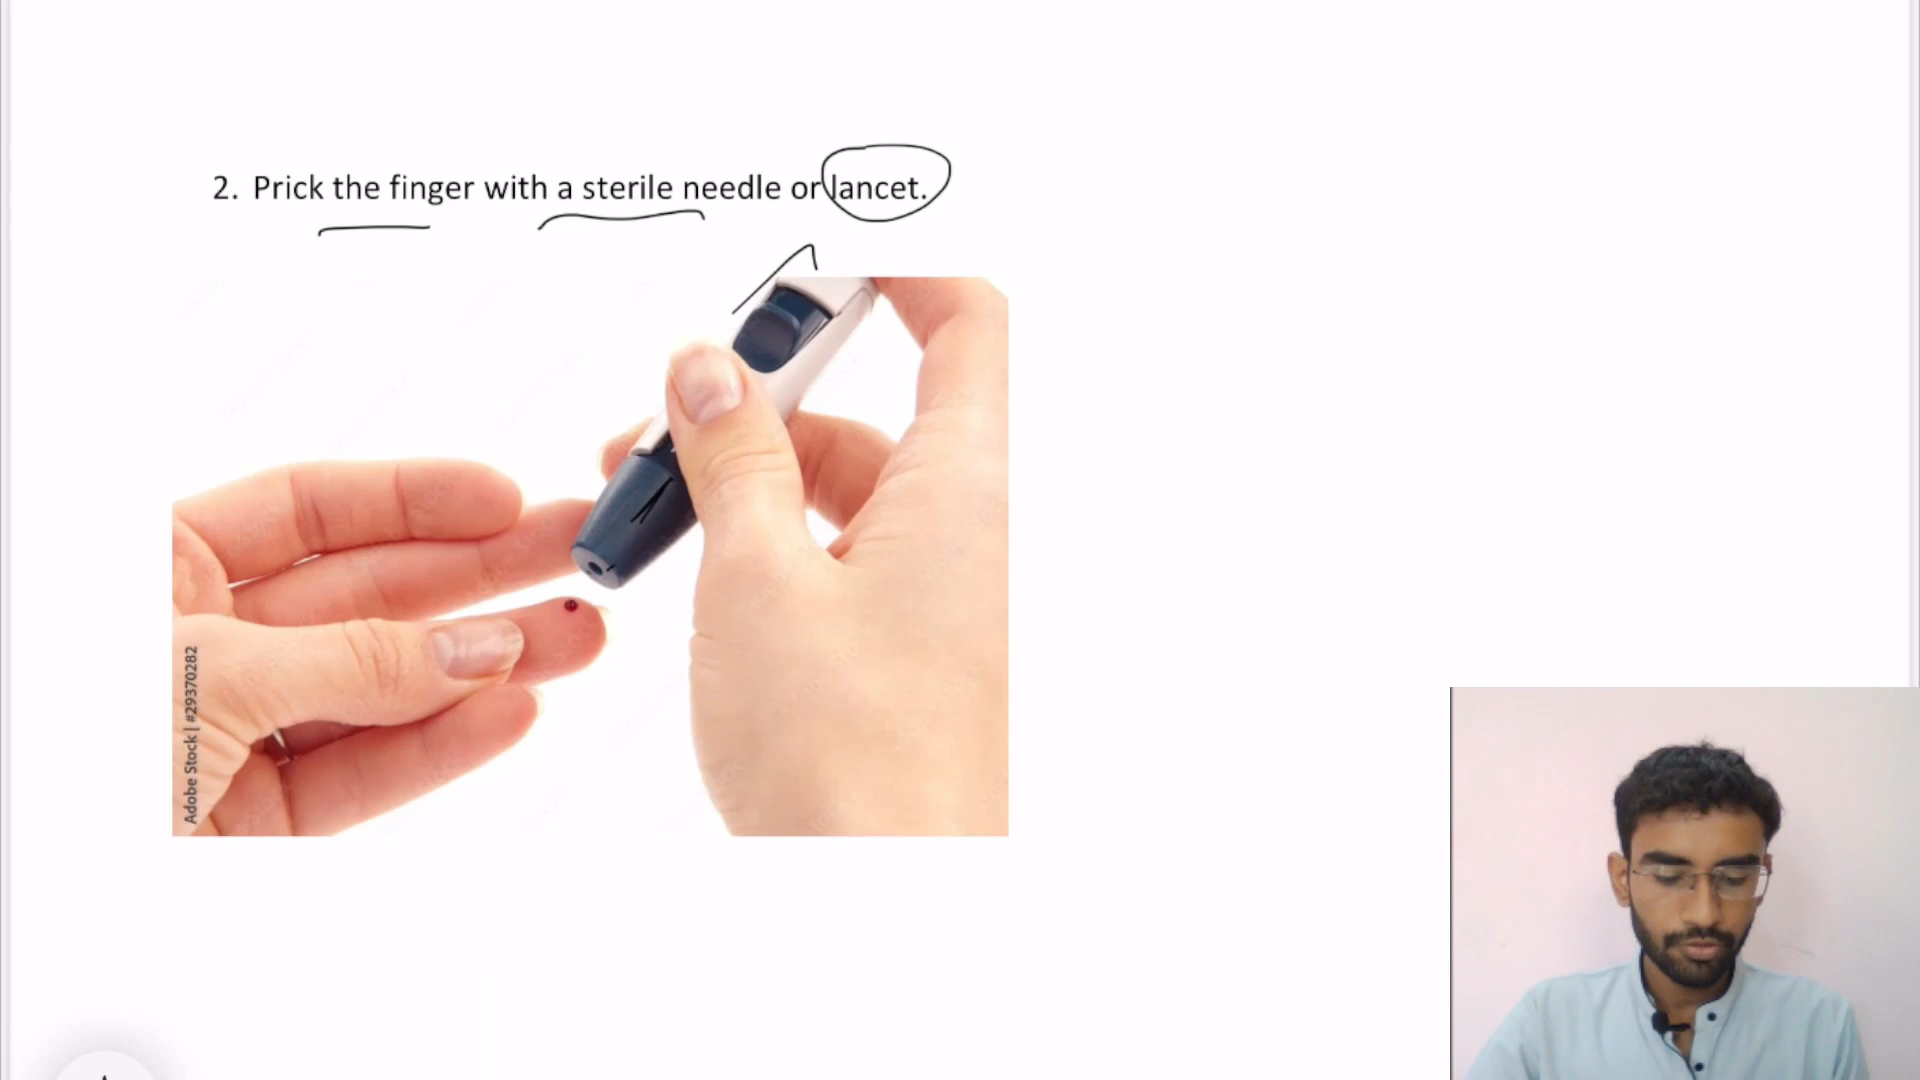 2. Prick the finger with a sterile needle or lancet.
Adobe Stock | #29370282